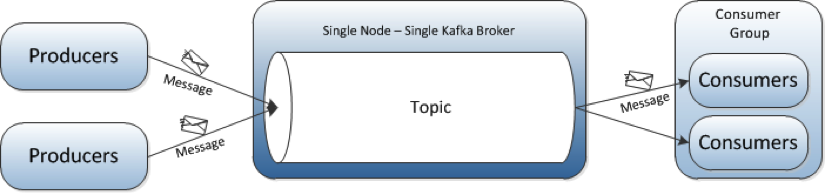 Producers
Message
Producers
Message
Single Node – Single Kafka Broker
Topic
Message
Consumer
Group
Consumers
Consumers